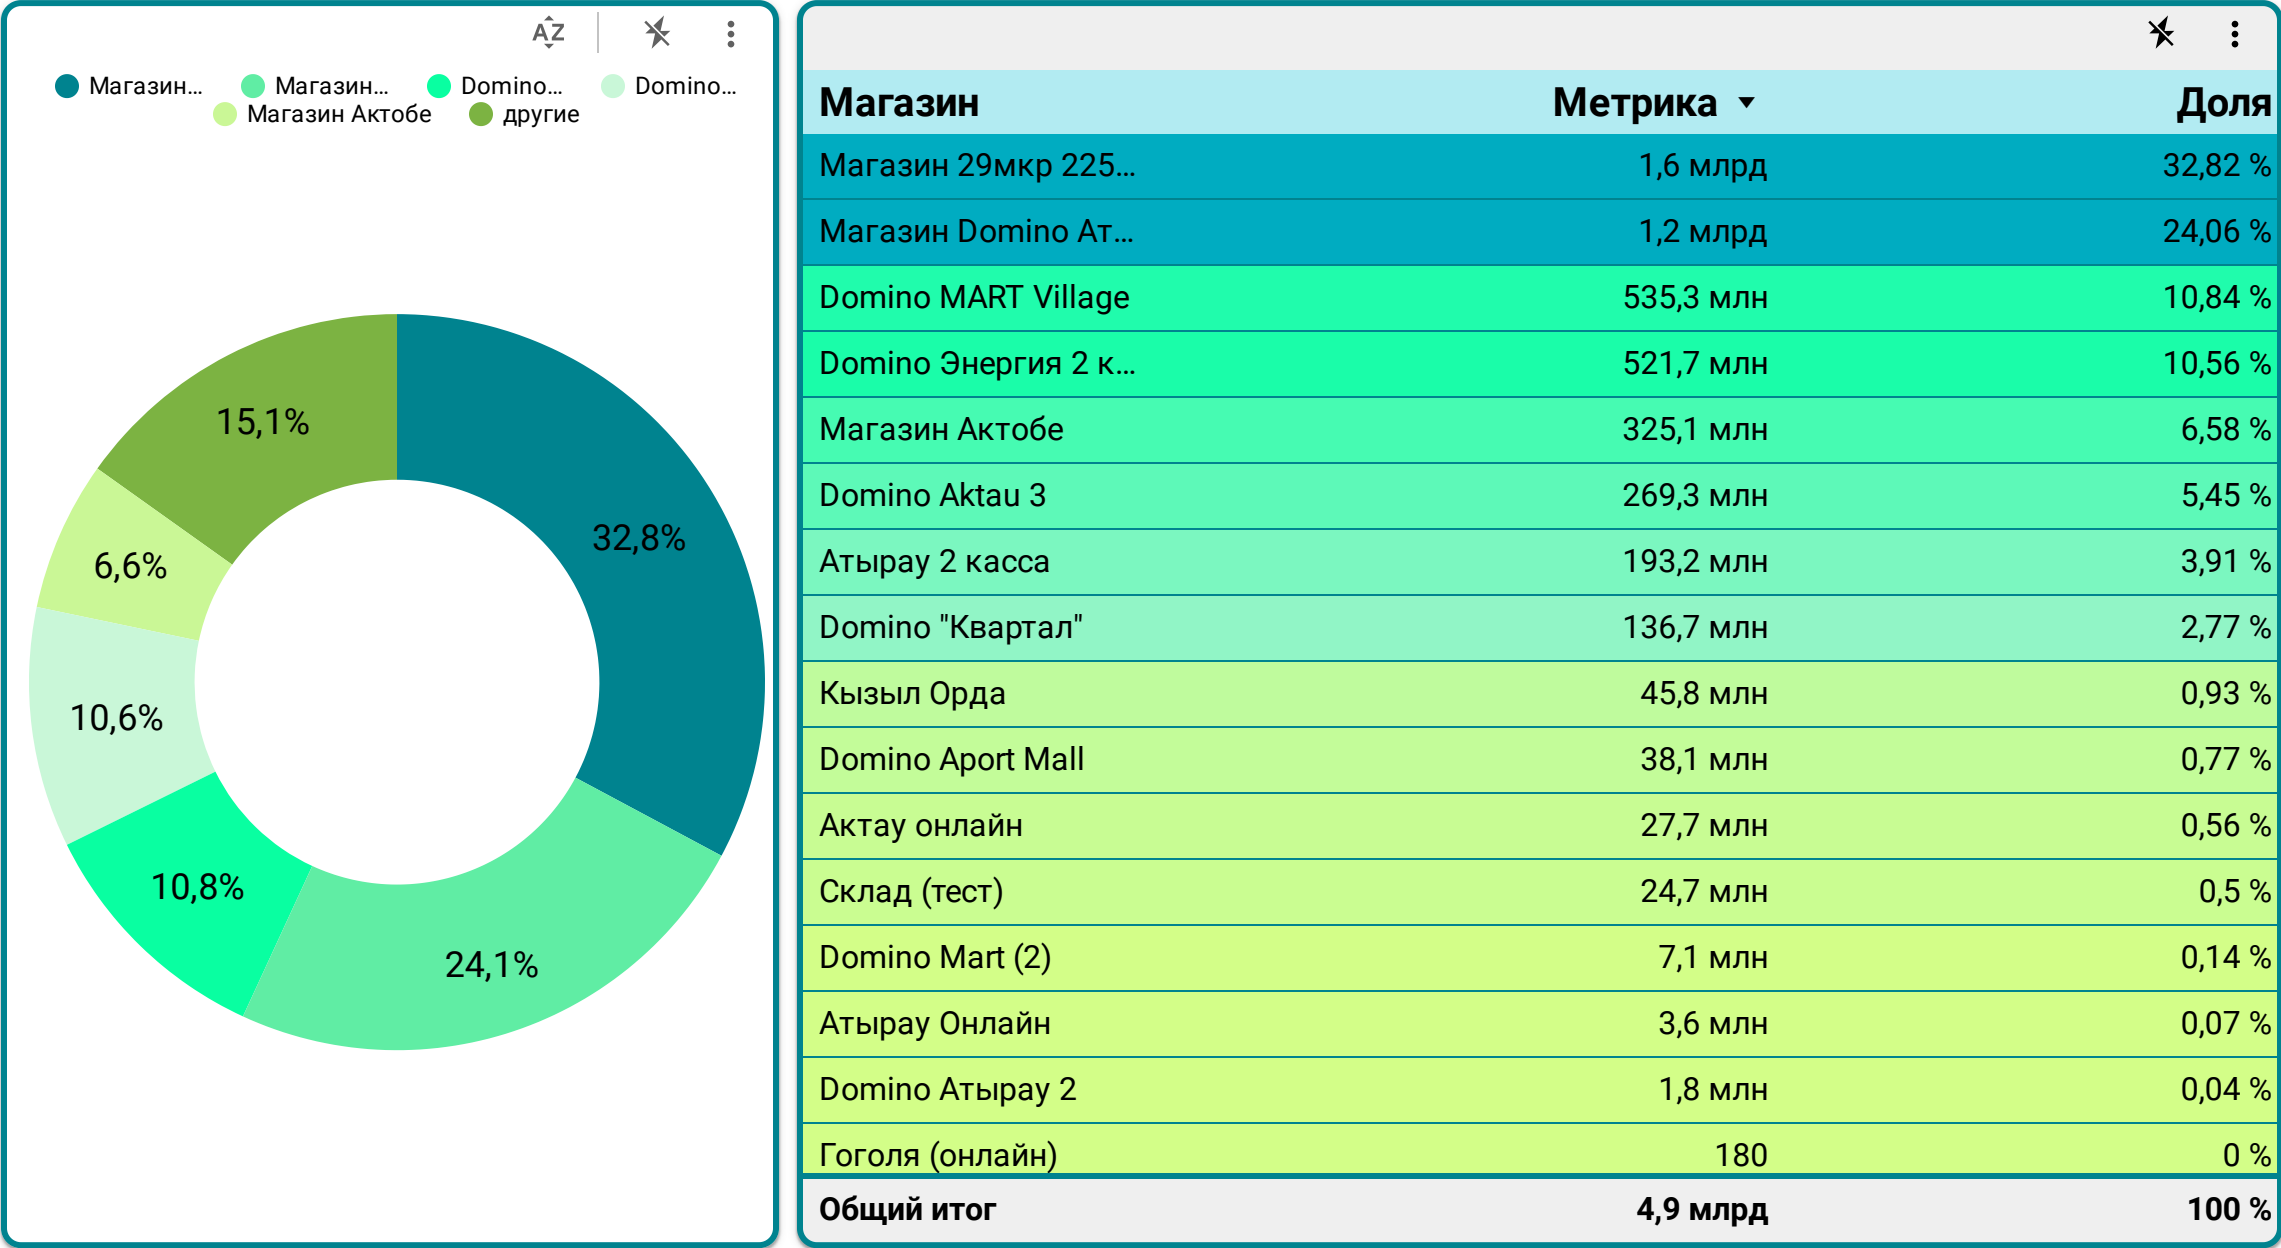 AZ
Магазин... Магазин... Domino... Domino...
Магазин Актобе другие
15,1%
32,8%
6,6%
10,6%
10,8%
24,1%
Магазин Метрика Доля
Магазин 29мкр 225... 1,6 млрд 32,82 %
Магазин Domino Ат... 1,2 млрд 24,06 %
Domino MART Village 535,3 млн 10,84 %
Domino Энергия 2 к... 521,7 млн 10,56 %
Магазин Актобе 325,1 млн 6,58 %
Domino Aktau 3 269,3 млн 5,45 %
Атырау 2 касса 193,2 млн 3,91 %
Domino "Квартал" 136,7 млн 2,77 %
Кызыл Орда 45,8 млн 0,93 %
Domino Aport Mall 38,1 млн 0,77 %
Актау онлайн 27,7 млн 0,56 %
Склад (тест) 24,7 млн 0,5 %
Domino Mart (2) 7,1 млн 0,14 %
Атырау Онлайн 3,6 млн 0,07 %
Domino Атырау 2 1,8 млн 0,04 %
Гоголя (онлайн) 180 0 %
Общий итог 4,9 млрд 100 %